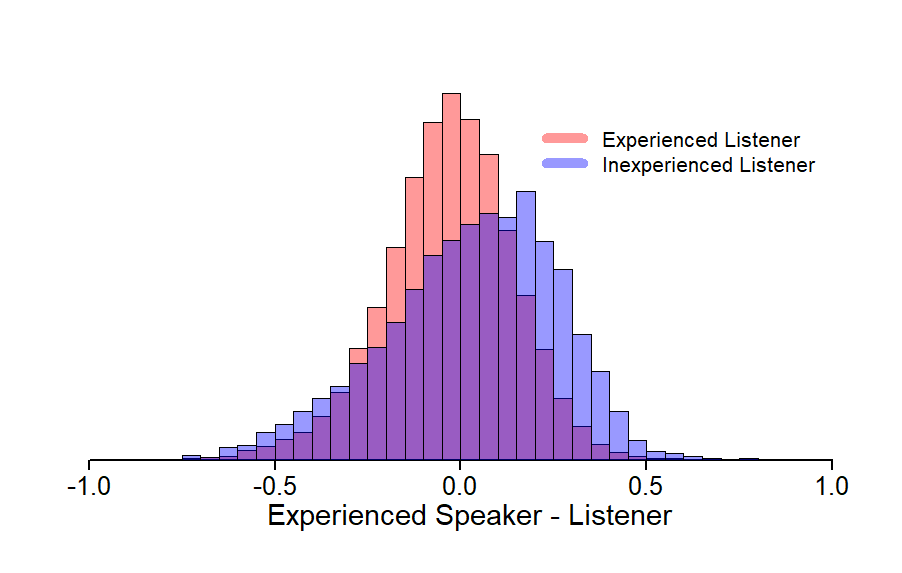 Experienced Listener
Inexperienced Listener
-1.0 -0.5 0.0 0.5 1.0
Experienced Speaker - Listener